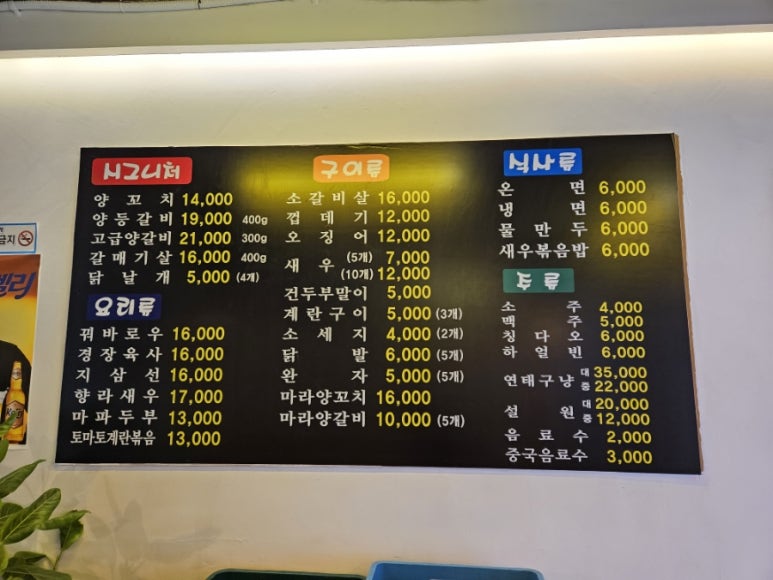 시그니처
양꼬치 14,000
양등갈비 19,000 400g
고급양갈비 21,000 300g
갈매기살 16,000 400g
닭날개 5,000 (4개)
요리류
꿔바로우 16,000
경장육사 16,000
지삼선 16,000
향라새우 17,000
마파두부 13,000
토마토계란볶음 13,000
구이류
소갈비살 16,000
껍데기 12,000
오징어 12,000
새우 (5개) 7,000
(10개) 12,000
건두부말이 5,000
계란구이 5,000 (3개)
소세지 4,000 (2개)
닭발 6,000 (5개)
완자 5,000 (5개)
마라양꼬치 16,000
마라양갈비 10,000 (5개)
식사류
온면 6,000
냉면 6,000
물만두 6,000
새우볶음밥 6,000
소주 4,000
맥주 5,000
칭다오 6,000
하얼빈 6,000
연태구냥 대 35,000
중 22,000
설원 대 20,000
중 12,000
음료수 2,000
중국음료수 3,000
금지